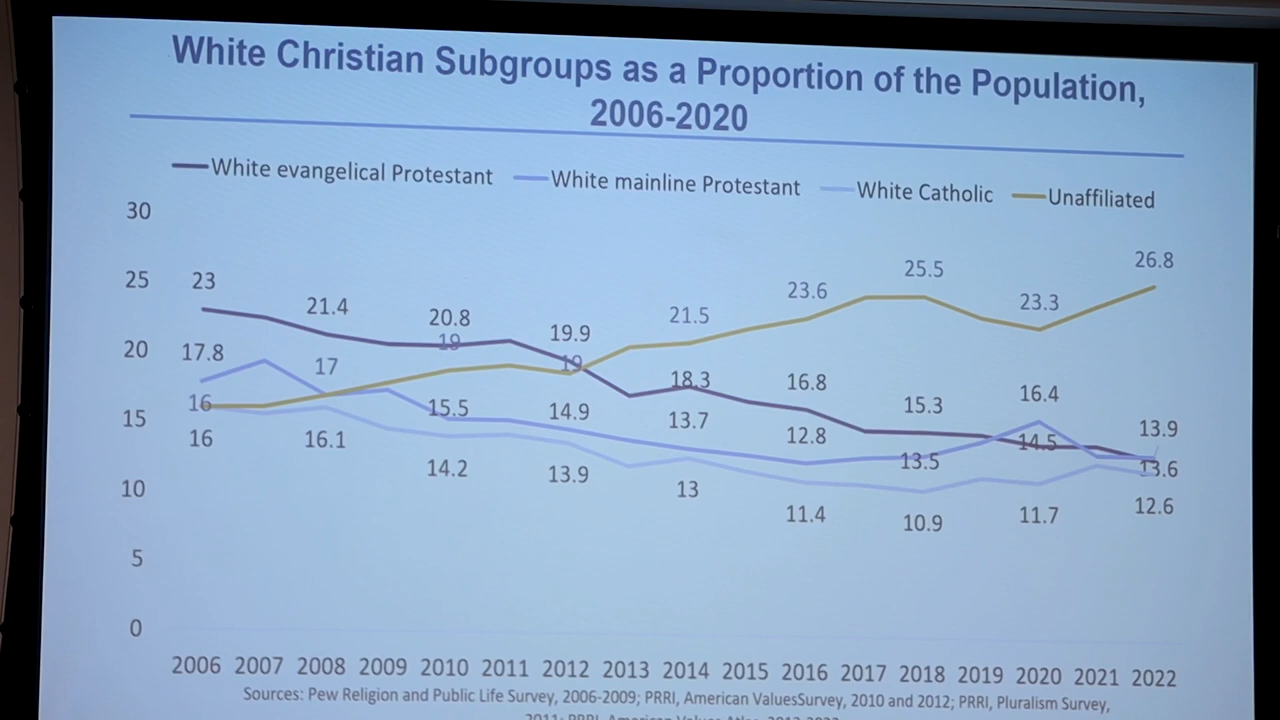 White Christian Subgroups as a Proportion of the Population,
2006-2020
White evangelical Protestant White mainline Protestant White Catholic Unaffiliated
30
25
20
15
10
5
0
23 21.4 20.8 19.9 18.3 16.8 15.3 14.5 13.6
17.8 17 15.5 14.9 13.7 12.8 13.5 16.4 13.9
16 16.1 14.2 13.9 13 11.4 10.9 11.7 12.6
16 19 19 21.5 23.6 25.5 23.3 26.8
2006 2007 2008 2009 2010 2011 2012 2013 2014 2015 2016 2017 2018 2019 2020 2021 2022
Sources: Pew Religion and Public Life Survey, 2006-2009; PRRI, American ValuesSurvey, 2010 and 2012; PRRI, Pluralism Survey,